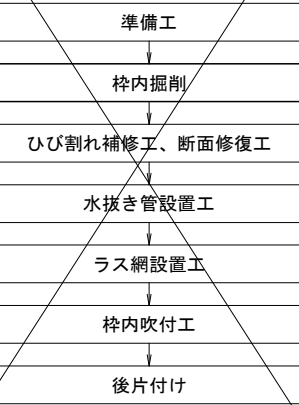 準備工
枠内掘削
ひび割れ補修工、断面修復工
水抜き管設置工
ラス網設置工
枠内吹付工
後片付け